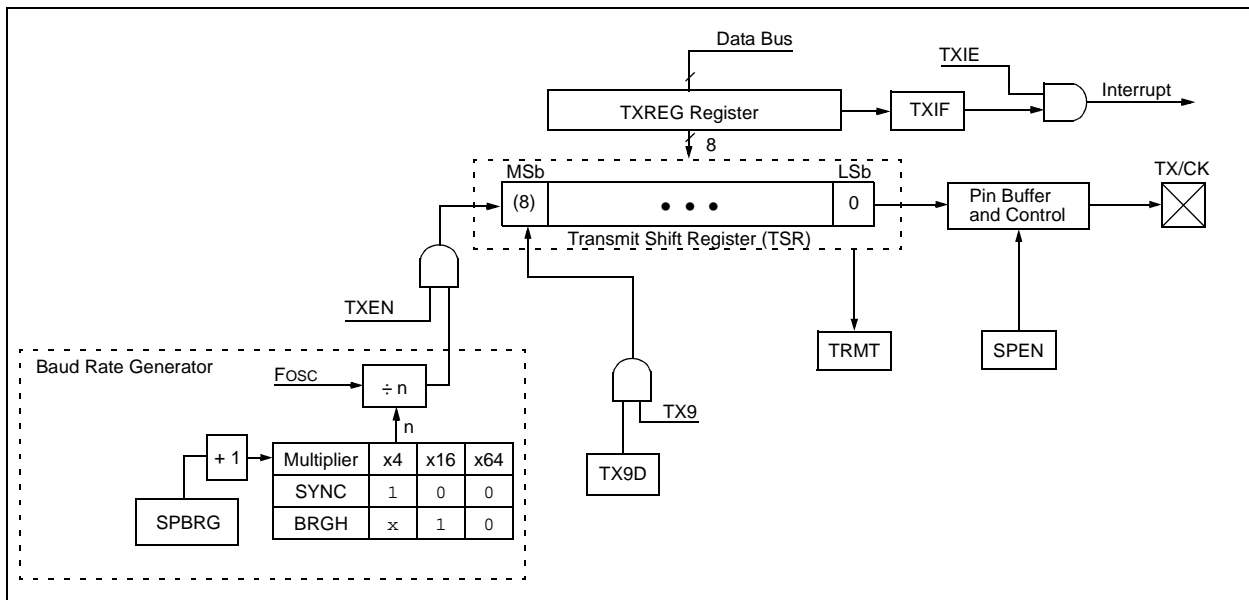 Data Bus
TXIE
Interrupt
TXREG Register
TXIF
8
MSb
LSb
TX/CK
(8)
• • •
0
Pin Buffer
and Control
Transmit Shift Register (TSR)
TXEN
TRMT
SPEN
Baud Rate Generator
FOSC
÷ n
n
TX9
+ 1
Multiplier x4 x16 x64
SYNC 1 0 0
BRGH x 1 0
TX9D
SPBRG